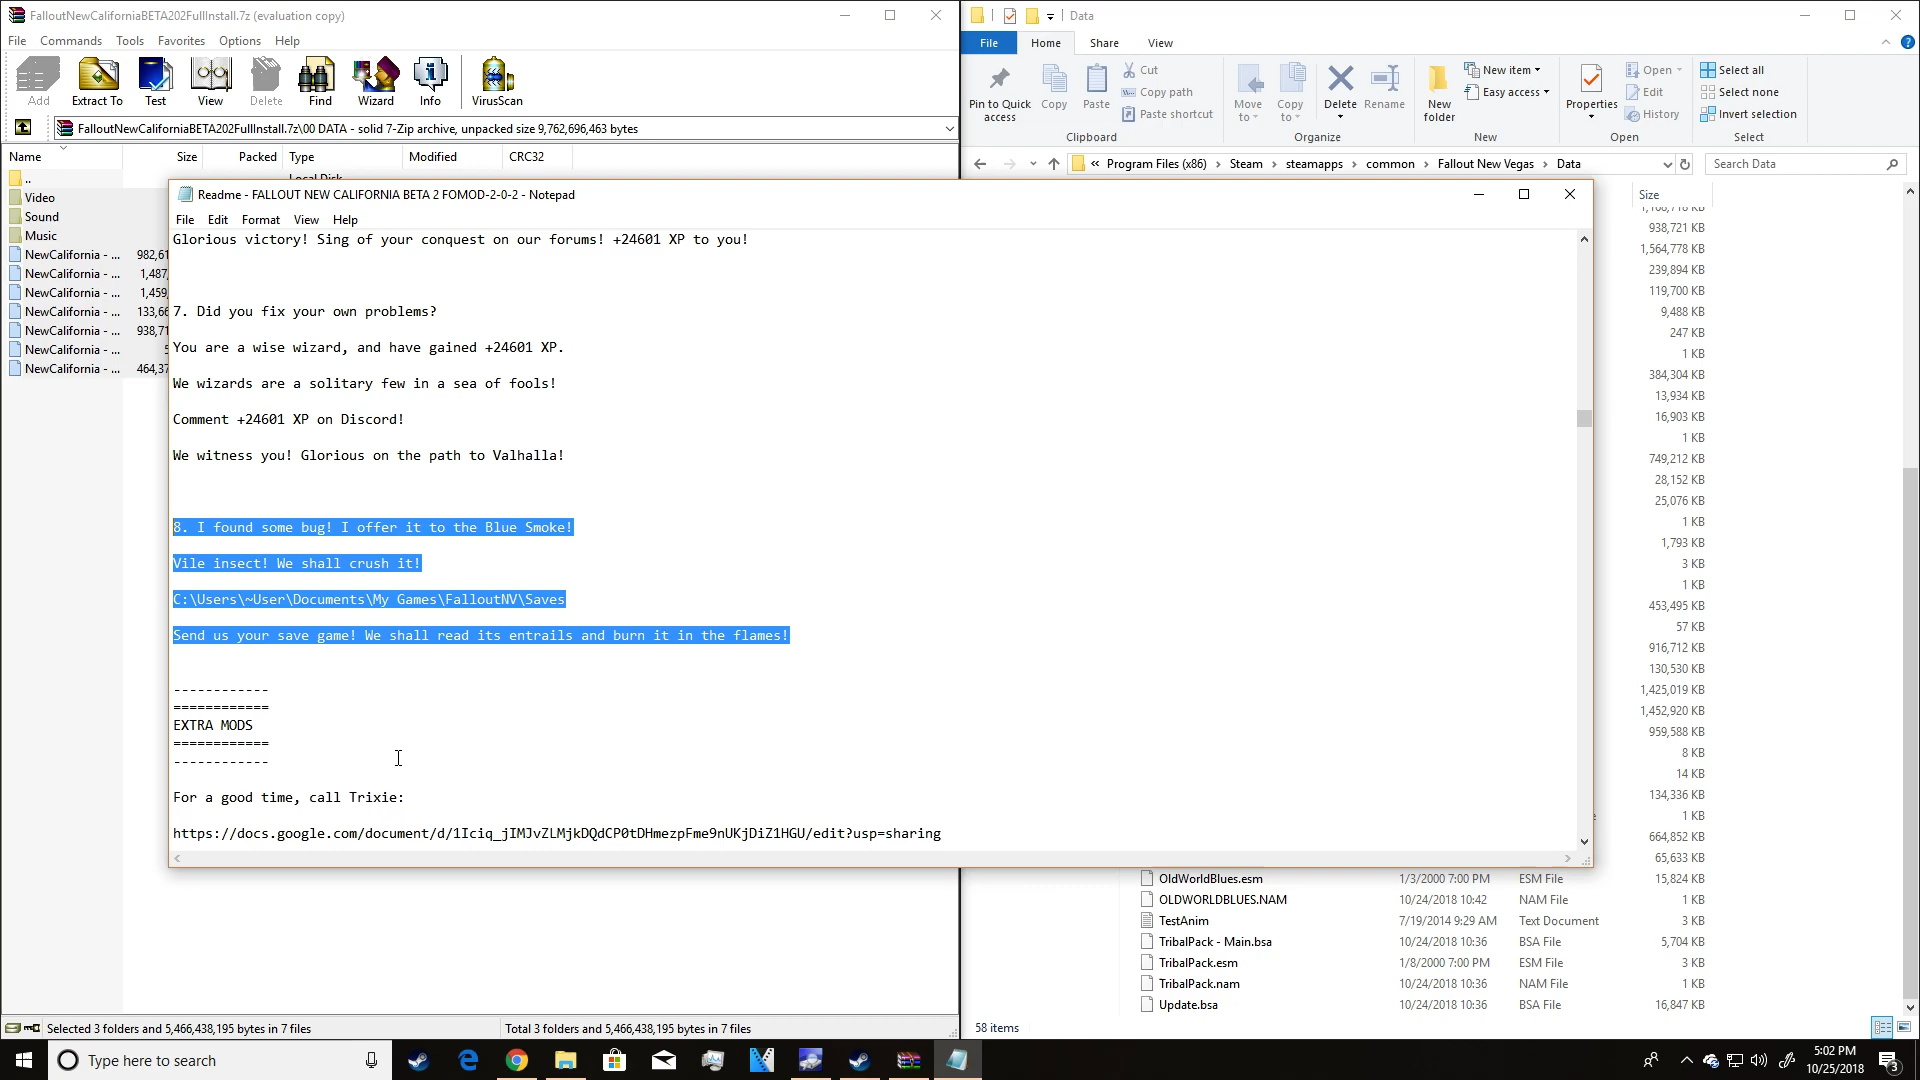 FalloutNewCaliforniaBETA202FullInstall.7z (evaluation copy)
File Commands Tools Favorites Options Help
Add Extract To Test View Delete Find Wizard Info VirusScan
FalloutNewCaliforniaBETA202FullInstall.7z\00 DATA - solid 7-Zip archive, unpacked size 9,762,696,463 bytes
Name Size Packed Type Modified CRC32
..
Video
Sound
Music
NewCalifornia - ... 982,61
NewCalifornia - ... 1,487,
NewCalifornia - ... 1,459,
NewCalifornia - ... 133,66
NewCalifornia - ... 938,71
NewCalifornia - ... 5
NewCalifornia - ... 464,37
Selected 3 folders and 5,466,438,195 bytes in 7 files
Total 3 folders and 5,466,438,195 bytes in 7 files
Data
File Home Share View
Pin to Quick access
Copy
Paste
Cut
Copy path
Paste shortcut
Clipboard
Move to
Copy to
Delete
Rename
Organize
New folder
New item
Easy access
New
Properties
Open
Edit
History
Open
Select all
Select none
Invert selection
Select
« Program Files (x86) > Steam > steamapps > common > Fallout New Vegas > Data
Search Data
Size
938,721 KB
1,564,778 KB
239,894 KB
119,700 KB
9,488 KB
247 KB
1 KB
384,304 KB
13,934 KB
16,903 KB
1 KB
749,212 KB
28,152 KB
25,076 KB
1 KB
1,793 KB
3 KB
1 KB
453,495 KB
57 KB
916,712 KB
130,530 KB
1,425,019 KB
1,452,920 KB
959,588 KB
8 KB
14 KB
134,336 KB
1 KB
664,852 KB
65,633 KB
OldWorldBlues.esm 1/3/2000 7:00 PM ESM File 15,824 KB
OLDWORLDBLUES.NAM 10/24/2018 10:42 NAM File 1 KB
TestAnim 7/19/2014 9:29 AM Text Document 3 KB
TribalPack - Main.bsa 10/24/2018 10:36 BSA File 5,704 KB
TribalPack.esm 1/8/2000 7:00 PM ESM File 3 KB
TribalPack.nam 10/24/2018 10:36 NAM File 1 KB
Update.bsa 10/24/2018 10:36 BSA File 16,847 KB
58 items
Readme - FALLOUT NEW CALIFORNIA BETA 2 FOMOD-2-0-2 - Notepad
File Edit Format View Help
Glorious victory! Sing of your conquest on our forums! +24601 XP to you!
7. Did you fix your own problems?
You are a wise wizard, and have gained +24601 XP.
We wizards are a solitary few in a sea of fools!
Comment +24601 XP on Discord!
We witness you! Glorious on the path to Valhalla!
8. I found some bug! I offer it to the Blue Smoke!
Vile insect! We shall crush it!
C:\Users\~User\Documents\My Games\FalloutNV\Saves
Send us your save game! We shall read its entrails and burn it in the flames!
------------
============
EXTRA MODS
============
------------
For a good time, call Trixie:
https://docs.google.com/document/d/1Iciq_jIMJvZLMjkDQdCP0tDHmezpFme9nUKjDiZ1HGU/edit?usp=sharing
Type here to search
5:02 PM
10/25/2018
3